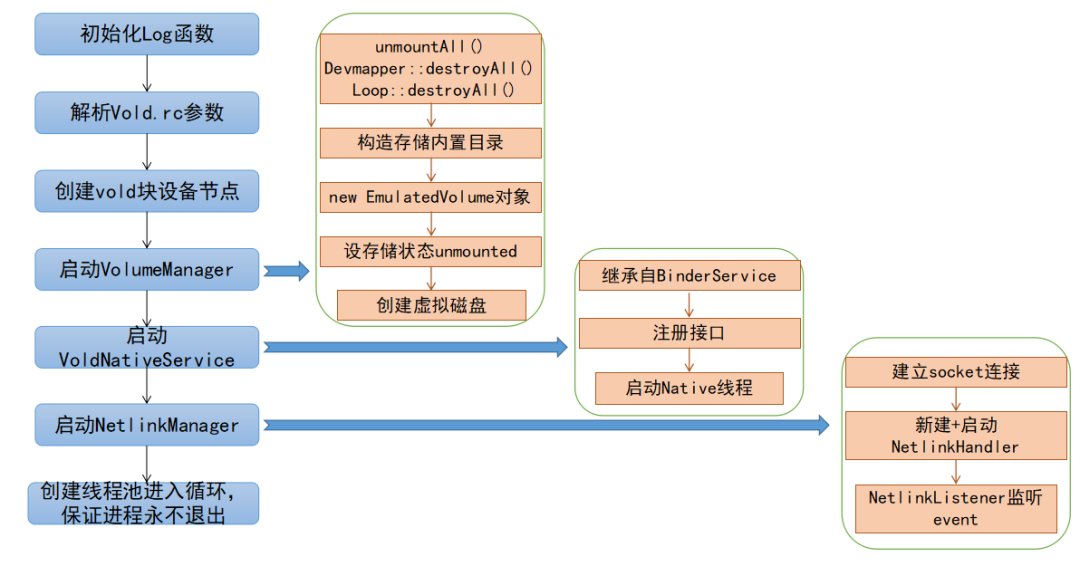 初始化Log函数
解析Vold.rc参数
创建vold块设备节点
启动VolumeManager
启动
VoldNativeService
启动NetlinkManager
创建线程池进入循环，
保证进程永不退出
unmountAll()
Devmapper::destroyAll()
Loop::destroyAll()
构造存储内置目录
new EmulatedVolume对象
设存储状态unmounted
创建虚拟磁盘
继承自BinderService
注册接口
启动Native线程
建立socket连接
新建+启动
NetlinkHandler
NetlinkListener监听
event